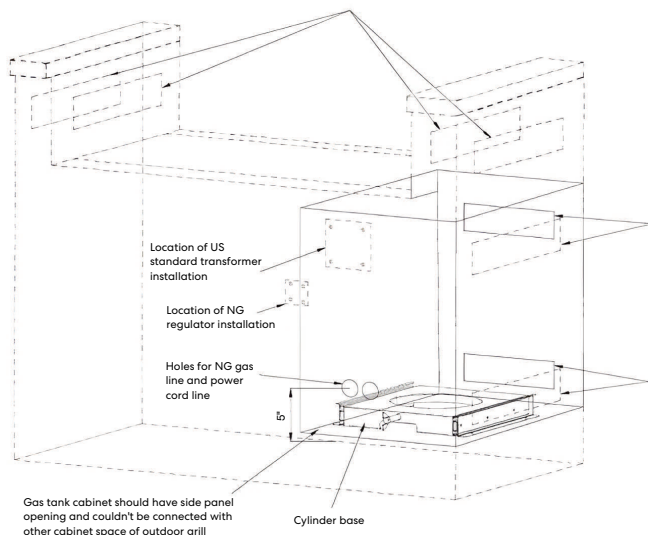 Location of US
standard transformer
installation
Location of NG
regulator installation
Holes for NG gas
line and power
cord line
5"
Gas tank cabinet should have side panel
opening and couldn't be connected with
other cabinet space of outdoor grill
Cylinder base